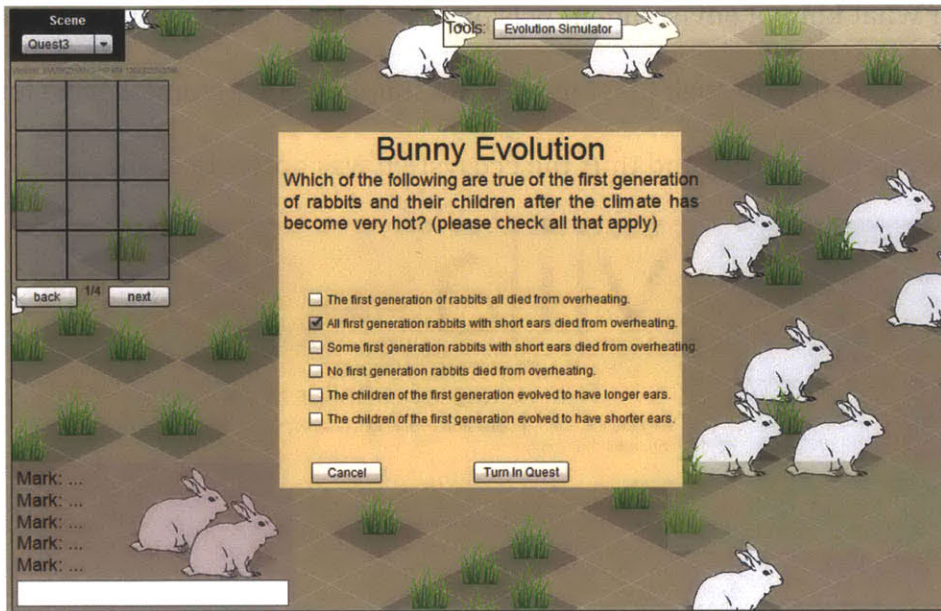 Scene
Quest3
Tools: Evolution Simulator
back 1/4 next
Bunny Evolution
Which of the following are true of the first generation
of rabbits and their children after the climate has
become very hot? (please check all that apply)
The first generation of rabbits all died from overheating.
All first generation rabbits with short ears died from overheating.
Some first generation rabbits with short ears died from overheating.
No first generation rabbits died from overheating.
The children of the first generation evolved to have longer ears.
The children of the first generation evolved to have shorter ears.
Cancel Turn In Quest
Mark: ...
Mark: ...
Mark: ...
Mark: ...
Mark: ...